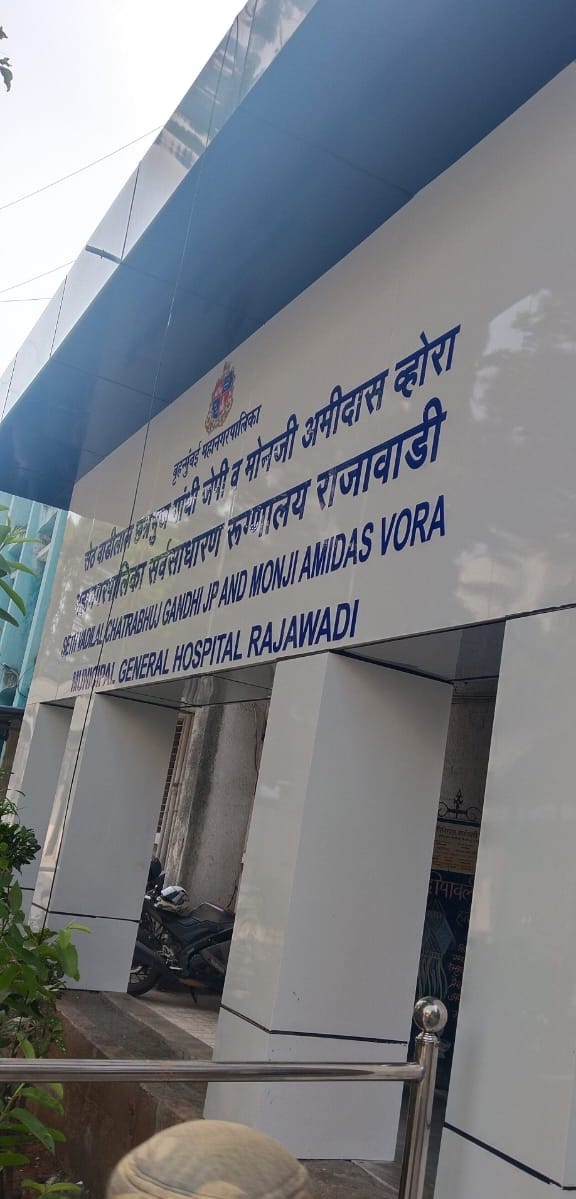 बृहन्मुंबई महानगरपालिका
सेठ वाडीलाल छत्रभुज गांधी जेपी व मोनजी अमीदास व्होरा
महानगरपालिका सर्वसाधारण रूग्णालय राजावाडी
SETH VADILAL CHATRABHUJ GANDHI JP AND MONJI AMIDAS VORA
MUNICIPAL GENERAL HOSPITAL RAJAWADI